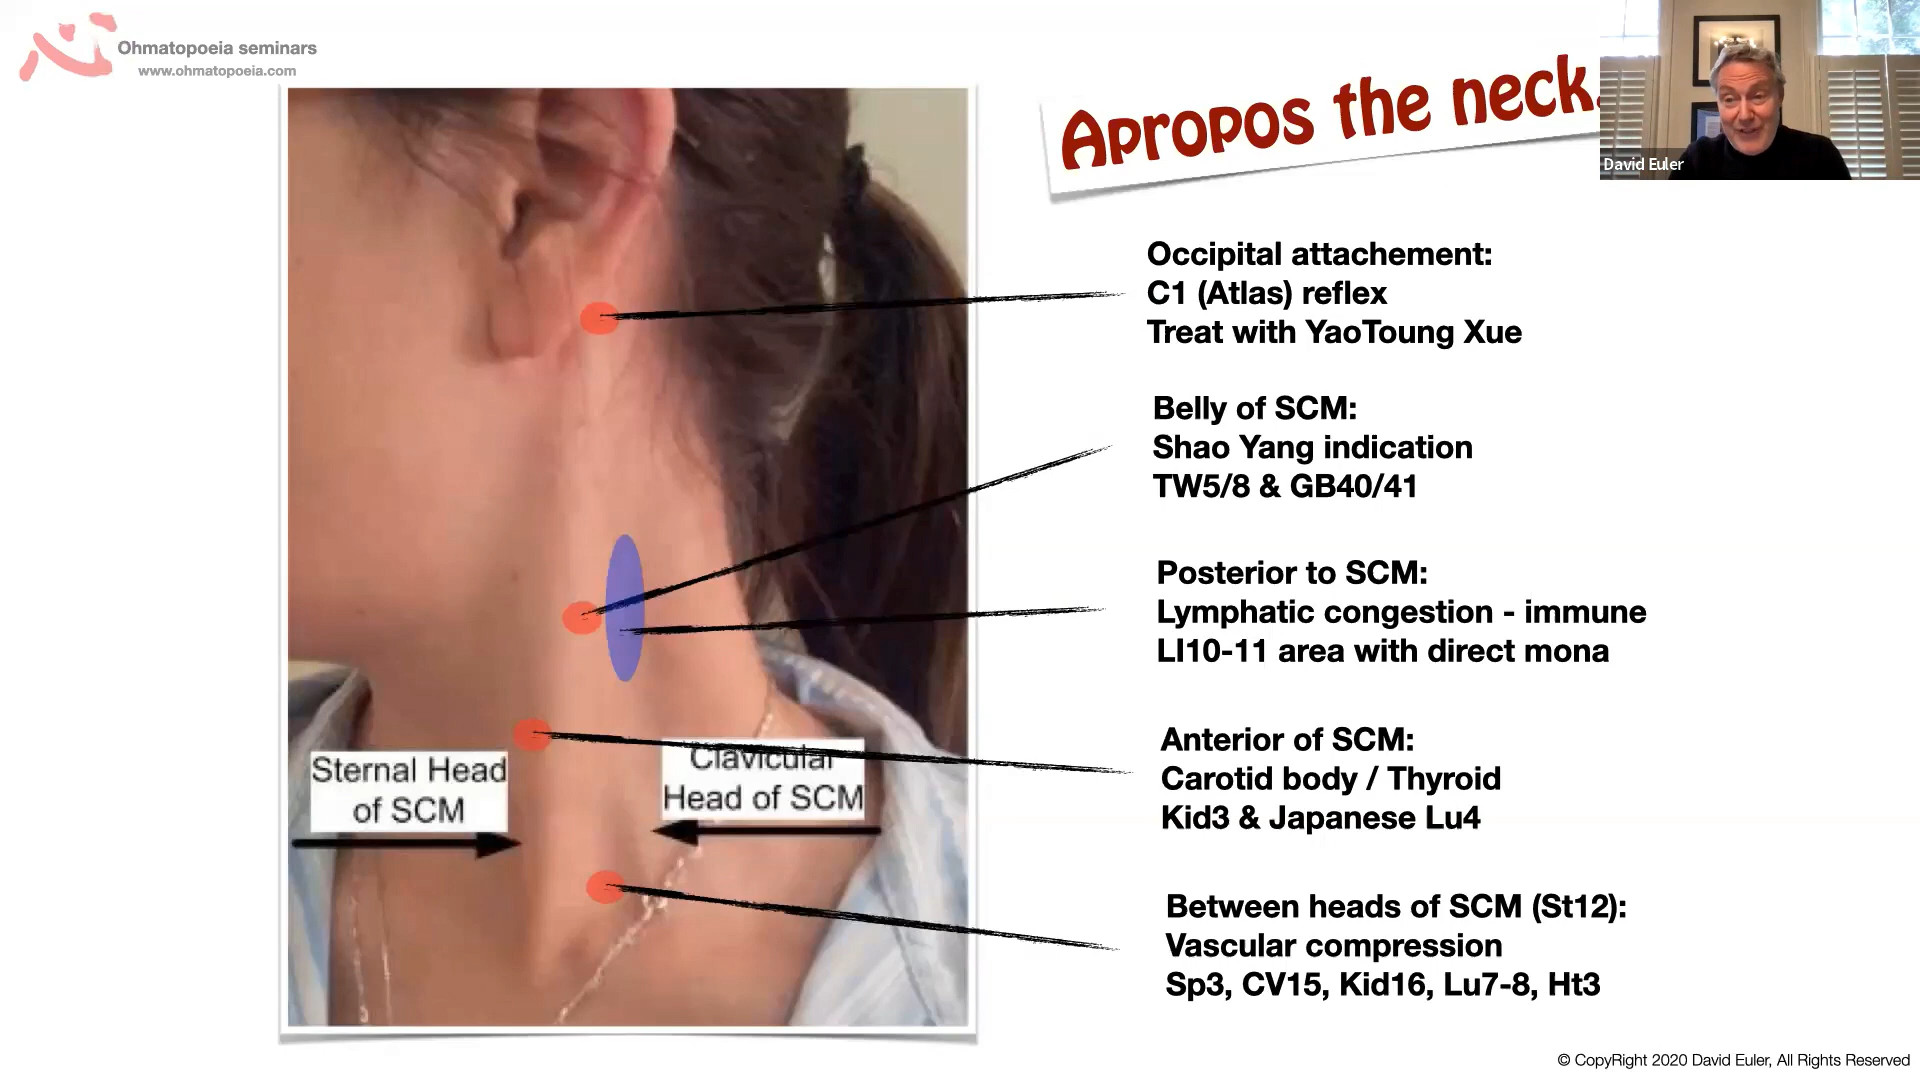 Ohmatopoeia seminars
www.ohmatopoeia.com
Apropos the neck.
David Euler
Occipital attachement:
C1 (Atlas) reflex
Treat with YaoToung Xue
Belly of SCM:
Shao Yang indication
TW5/8 & GB40/41
Posterior to SCM:
Lymphatic congestion - immune
LI10-11 area with direct mona
Anterior of SCM:
Carotid body / Thyroid
Kid3 & Japanese Lu4
Between heads of SCM (St12):
Vascular compression
Sp3, CV15, Kid16, Lu7-8, Ht3
Sternal Head
of SCM
Clavicular
Head of SCM
© CopyRight 2020 David Euler, All Rights Reserved